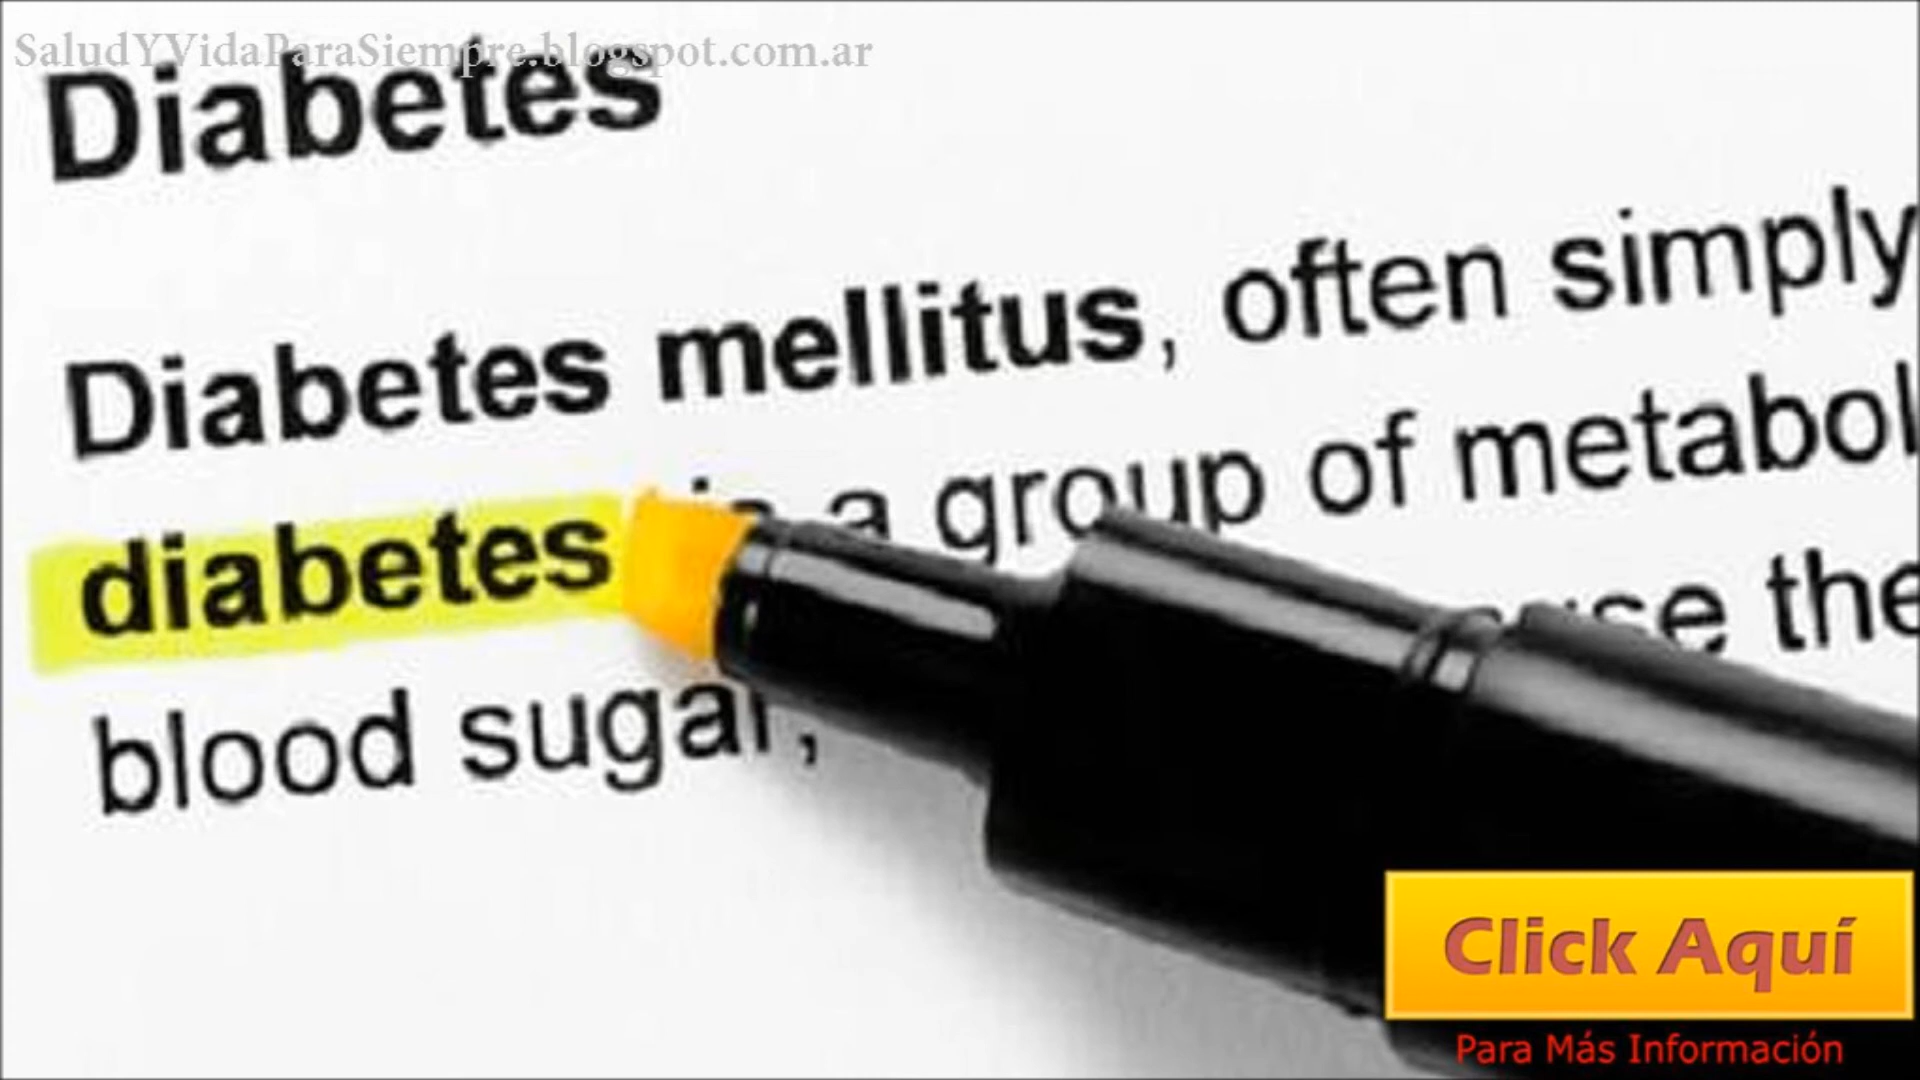 SaludYVidaParaSiempre.blogspot.com.ar
Diabetes
Diabetes mellitus, often simply
diabetes is a group of
the
blood sugar,
Click Aquí
Para Más Información